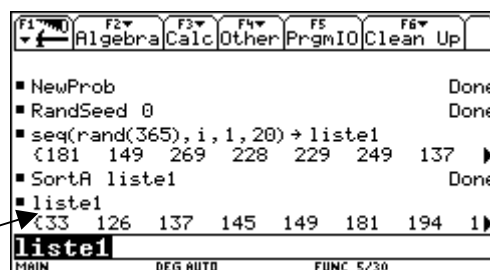 F1 F2 F3 F4 F5 F6
Algebra Calc Other PrgmIO Clean Up
▪ NewProb Done
▪ RandSeed 0 Done
▪ seq(rand(365), i, 1, 20) → liste1
{181 149 269 228 229 249 137 ▶
▪ SortA liste1 Done
▪ liste1
{33 126 137 145 149 181 194 1▶
liste1
MAIN DEG AUTO FUNC 5/30